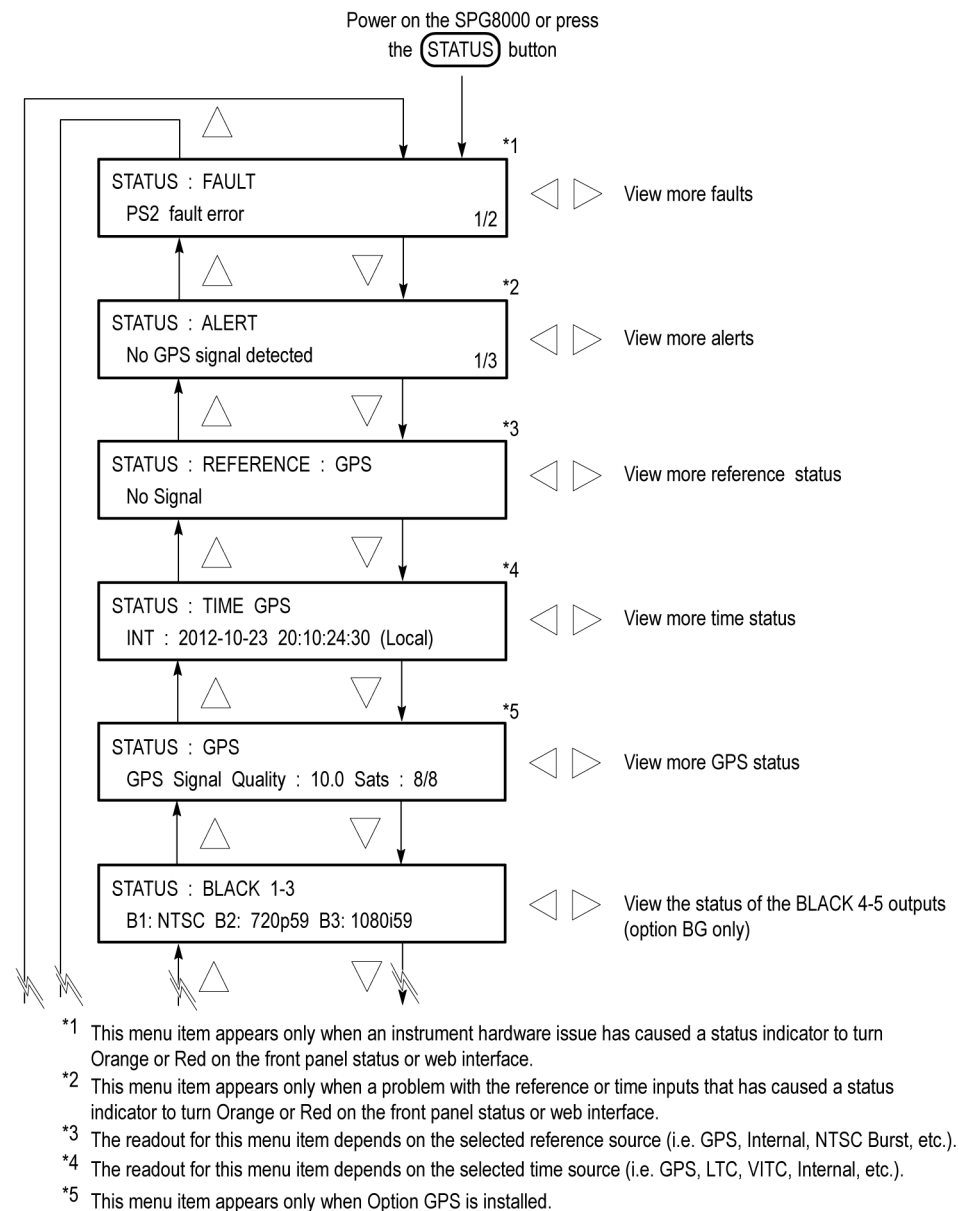 Power on the SPG8000 or press
the STATUS button
*1
STATUS : FAULT
PS2 fault error
1/2
View more faults
*2
STATUS : ALERT
No GPS signal detected
1/3
View more alerts
*3
STATUS : REFERENCE : GPS
No Signal
View more reference status
*4
STATUS : TIME GPS
INT : 2012-10-23 20:10:24:30 (Local)
View more time status
*5
STATUS : GPS
GPS Signal Quality : 10.0 Sats : 8/8
View more GPS status
STATUS : BLACK 1-3
B1: NTSC B2: 720p59 B3: 1080i59
View the status of the BLACK 4-5 outputs
(option BG only)
*1 This menu item appears only when an instrument hardware issue has caused a status indicator to turn
Orange or Red on the front panel status or web interface.
*2 This menu item appears only when a problem with the reference or time inputs that has caused a status
indicator to turn Orange or Red on the front panel status or web interface.
*3 The readout for this menu item depends on the selected reference source (i.e. GPS, Internal, NTSC Burst, etc.).
*4 The readout for this menu item depends on the selected time source (i.e. GPS, LTC, VITC, Internal, etc.).
*5 This menu item appears only when Option GPS is installed.